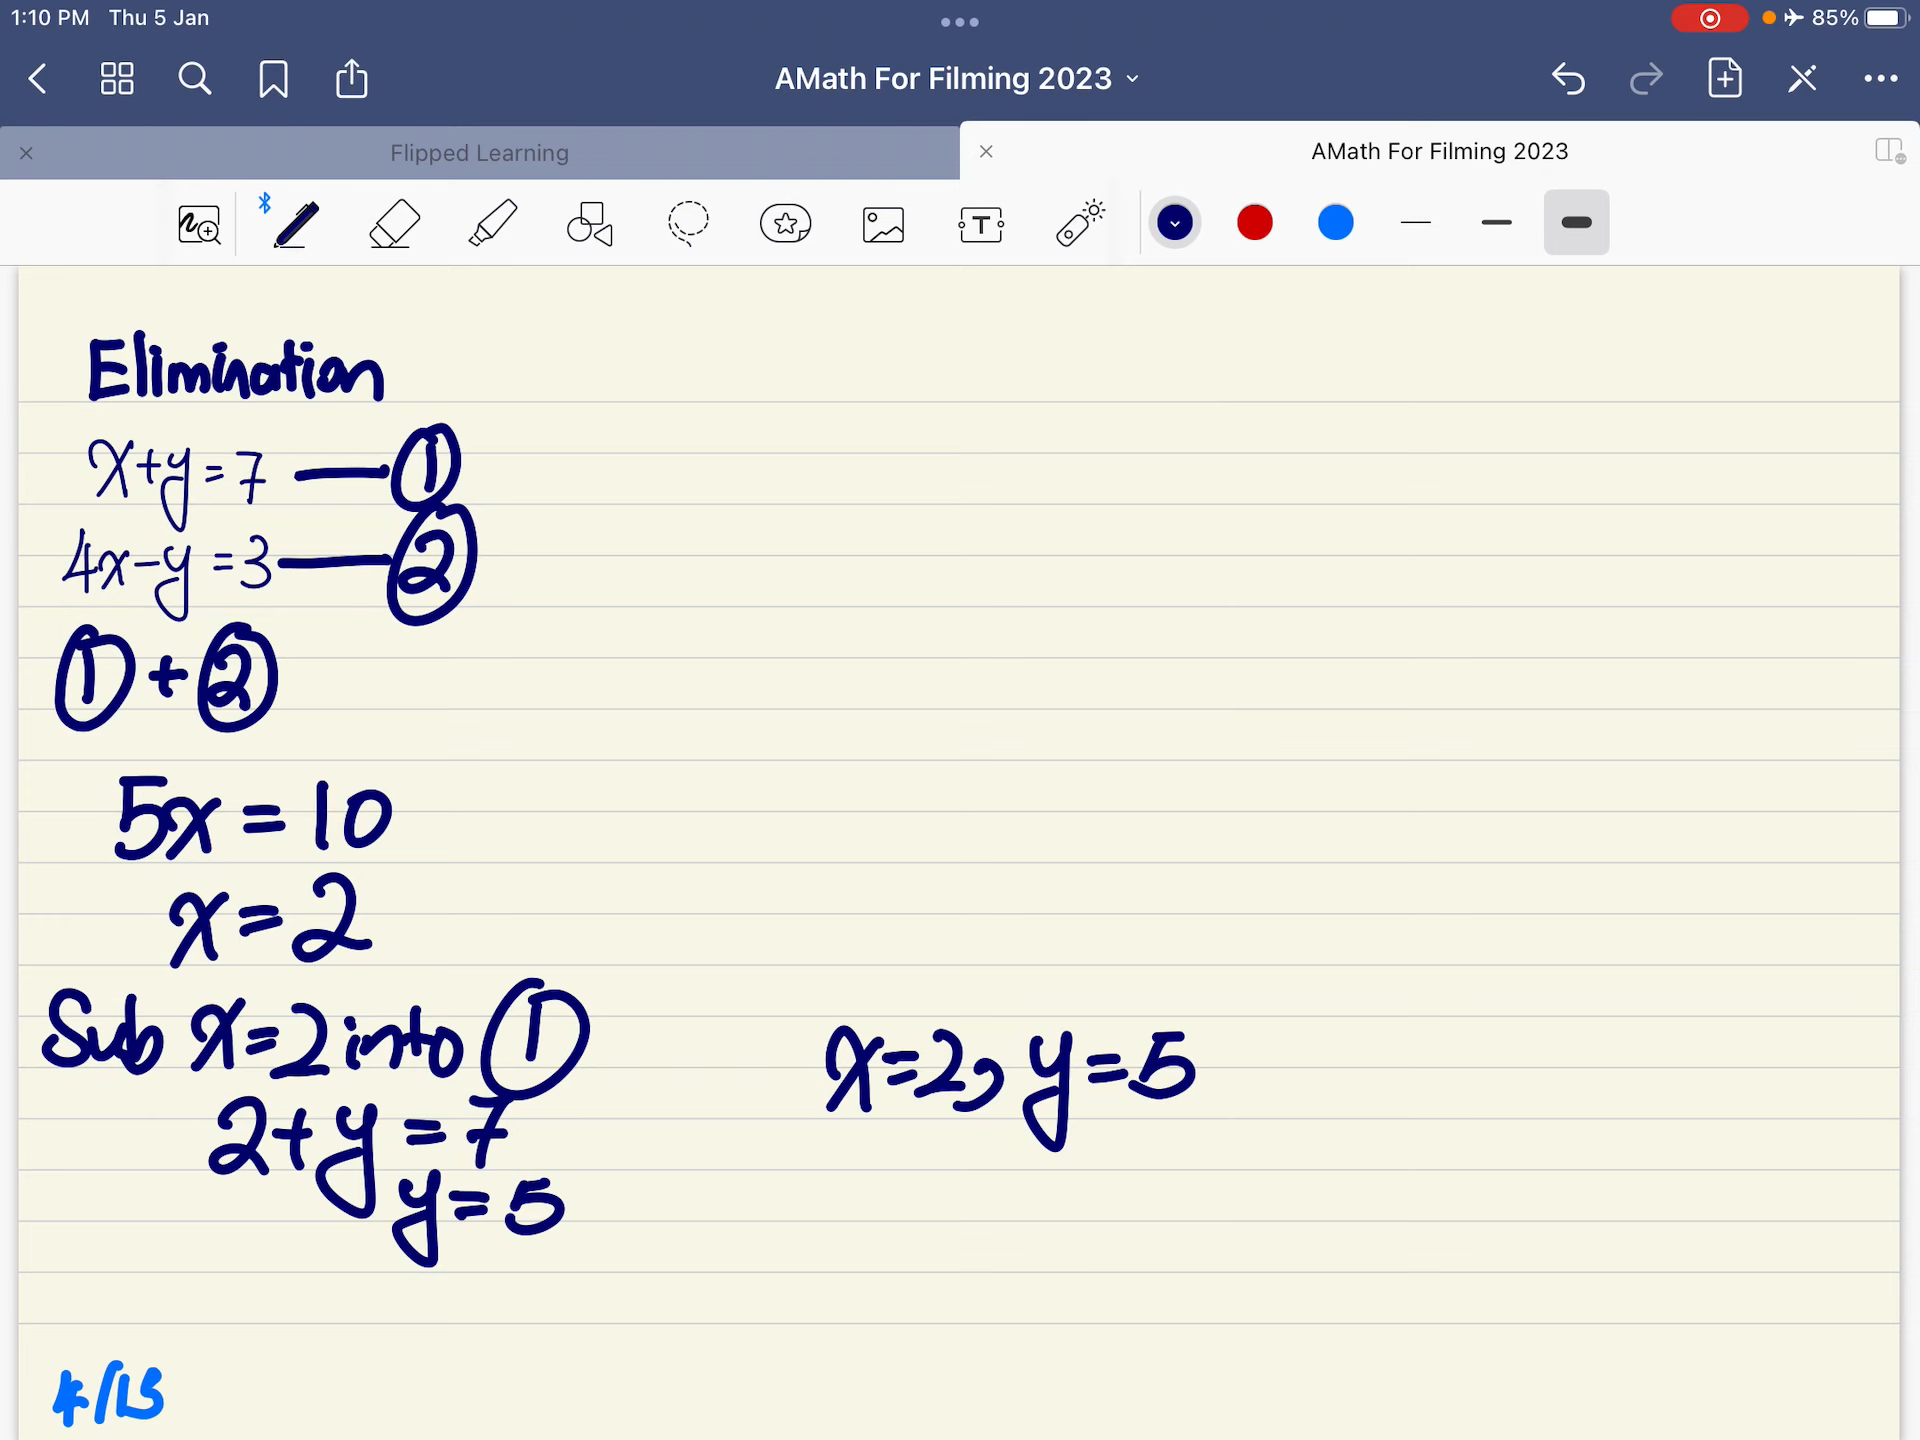 1:10 PM Thu 5 Jan
85%
AMath For Filming 2023
Flipped Learning
AMath For Filming 2023
T
Elimination
x+y=7 — ①
4x-y=3 — ②
①+②
5x=10
x=2
Sub x=2 into ①
2+y=7
y=5
x=2, y=5